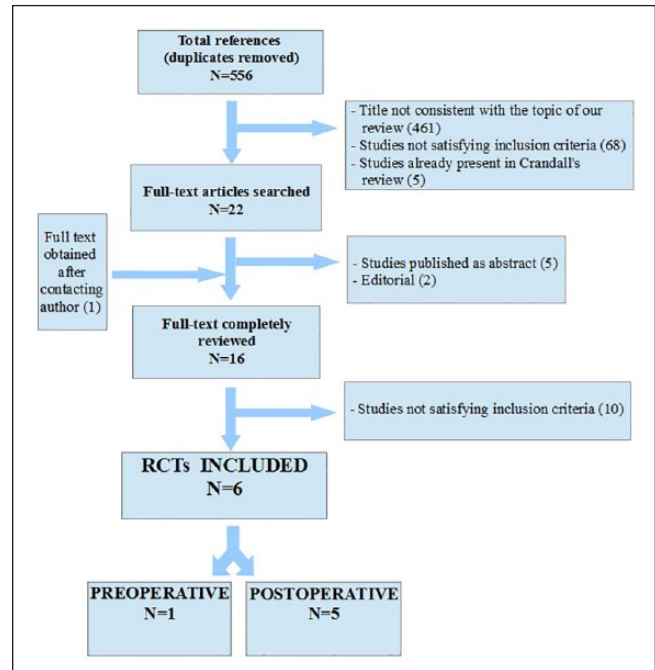 Total references
(duplicates removed)
N=556
- Title not consistent with the topic of our
review (461)
- Studies not satisfying inclusion criteria (68)
- Studies already present in Crandall's
review (5)
Full-text articles searched
N=22
Full text
obtained
after
contacting
author (1)
- Studies published as abstract (5)
- Editorial (2)
Full-text completely
reviewed
N=16
- Studies not satisfying inclusion criteria (10)
RCTs INCLUDED
N=6
PREOPERATIVE
N=1
POSTOPERATIVE
N=5